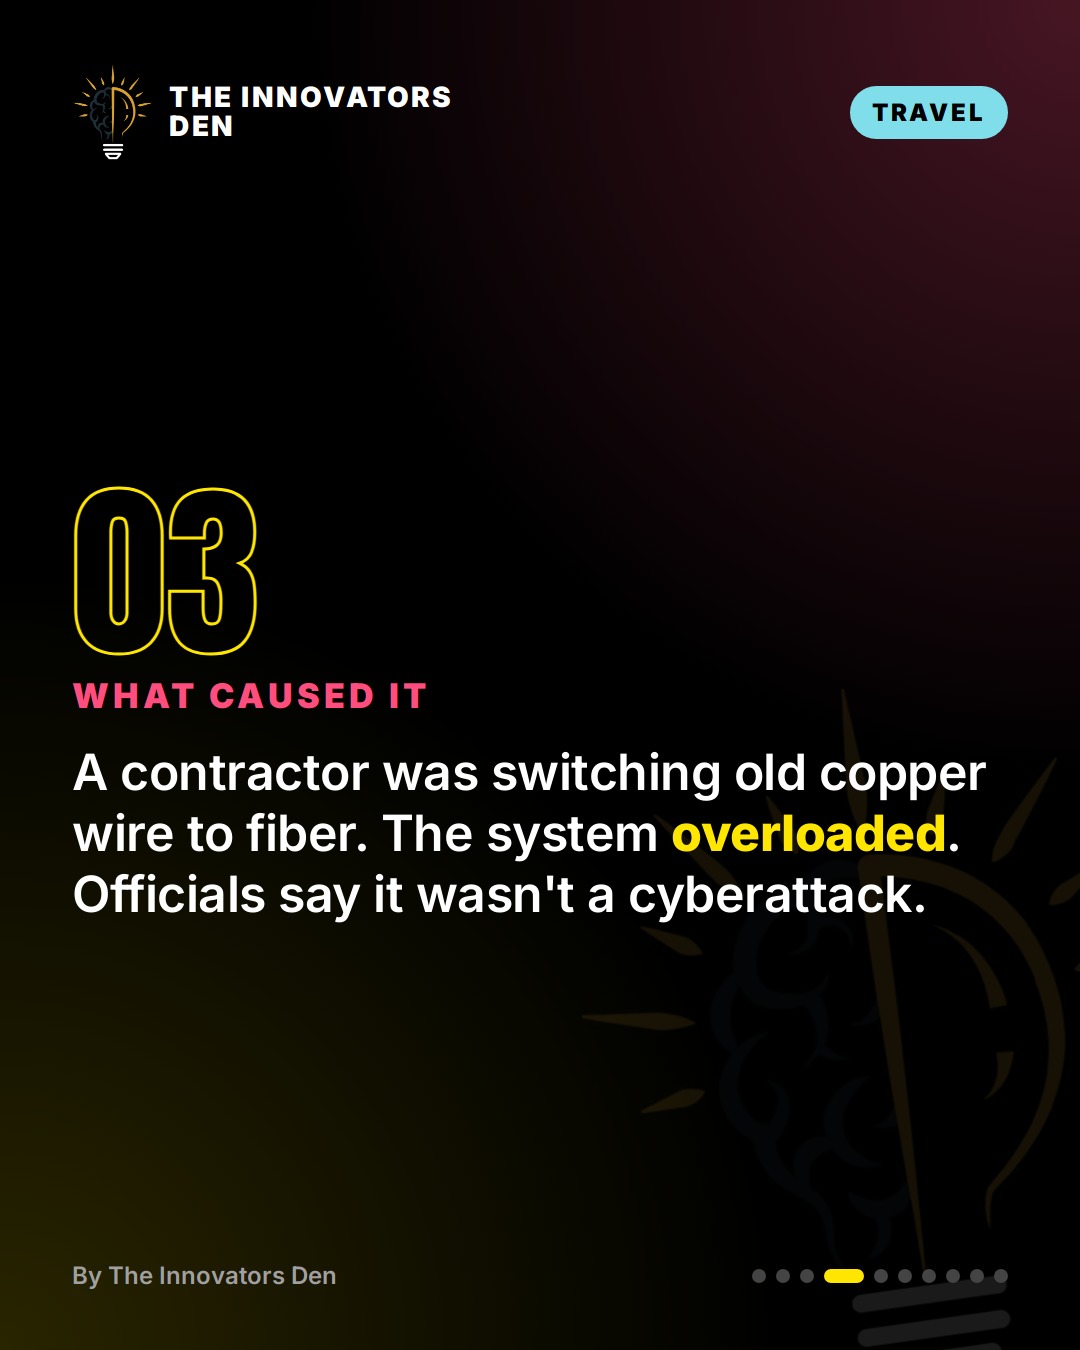 THE INNOVATORS
DEN
TRAVEL
03
WHAT CAUSED IT
A contractor was switching old copper
wire to fiber. The system overloaded.
Officials say it wasn't a cyberattack.
By The Innovators Den